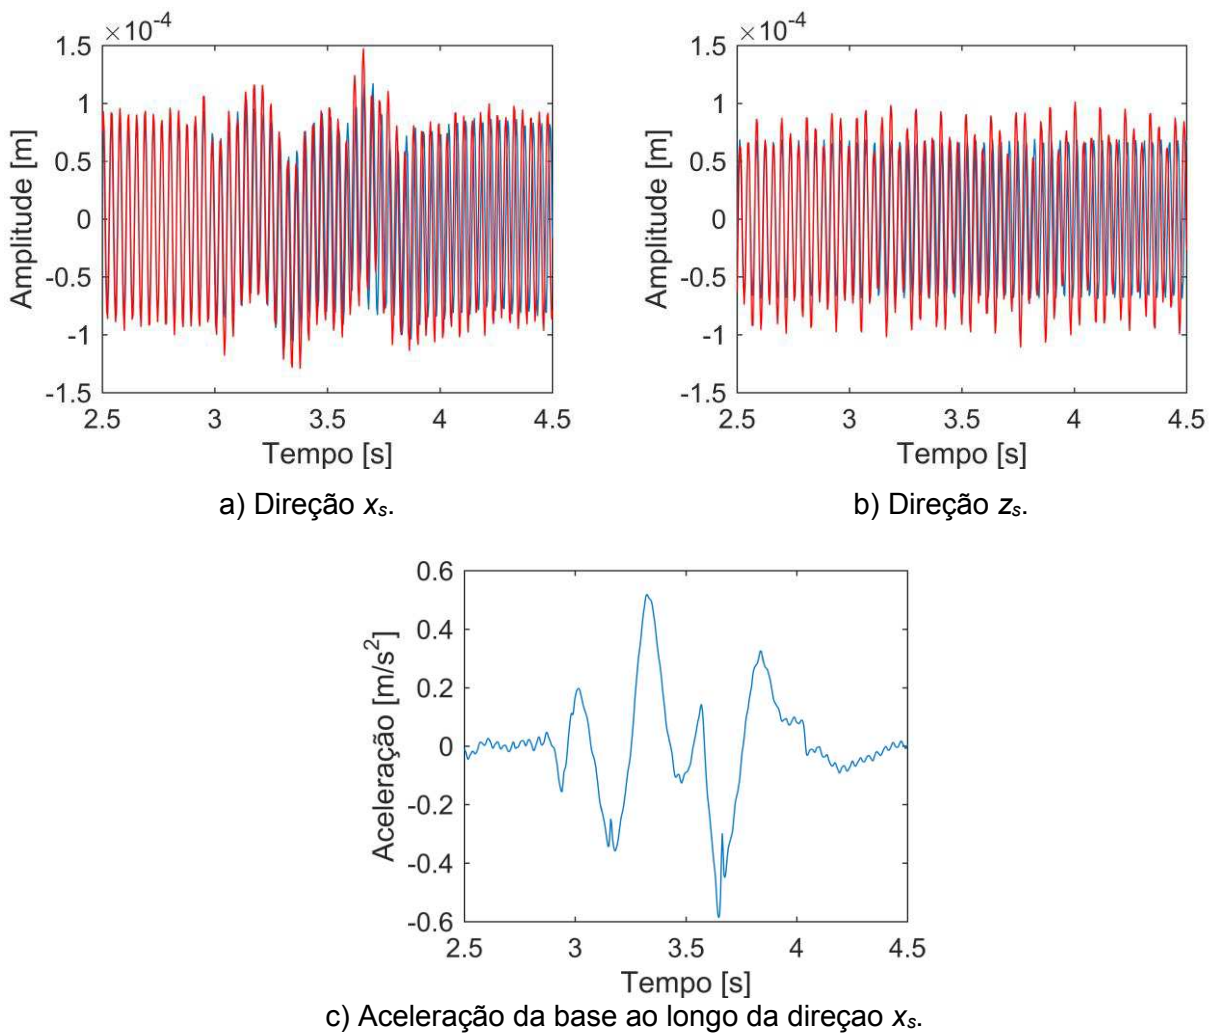 ×10⁻⁴
1.5
1
0.5
0
-0.5
-1
-1.5
Amplitude [m]
2.5 3 3.5 4 4.5
Tempo [s]
a) Direção xₛ.
×10⁻⁴
1.5
1
0.5
0
-0.5
-1
-1.5
Amplitude [m]
2.5 3 3.5 4 4.5
Tempo [s]
b) Direção zₛ.
0.6
0.4
0.2
0
-0.2
-0.4
-0.6
Aceleração [m/s²]
2.5 3 3.5 4 4.5
Tempo [s]
c) Aceleração da base ao longo da direçao xₛ.